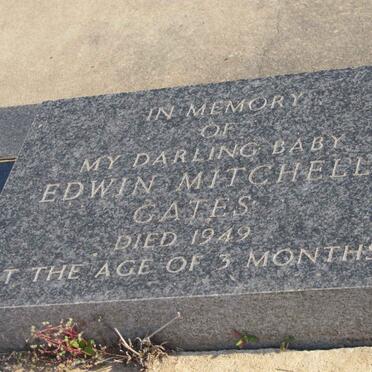 IN MEMORY
OF
MY DARLING BABY
EDWIN MITCHELL
GATES
DIED 1949
T THE AGE OF 3 MONTHS